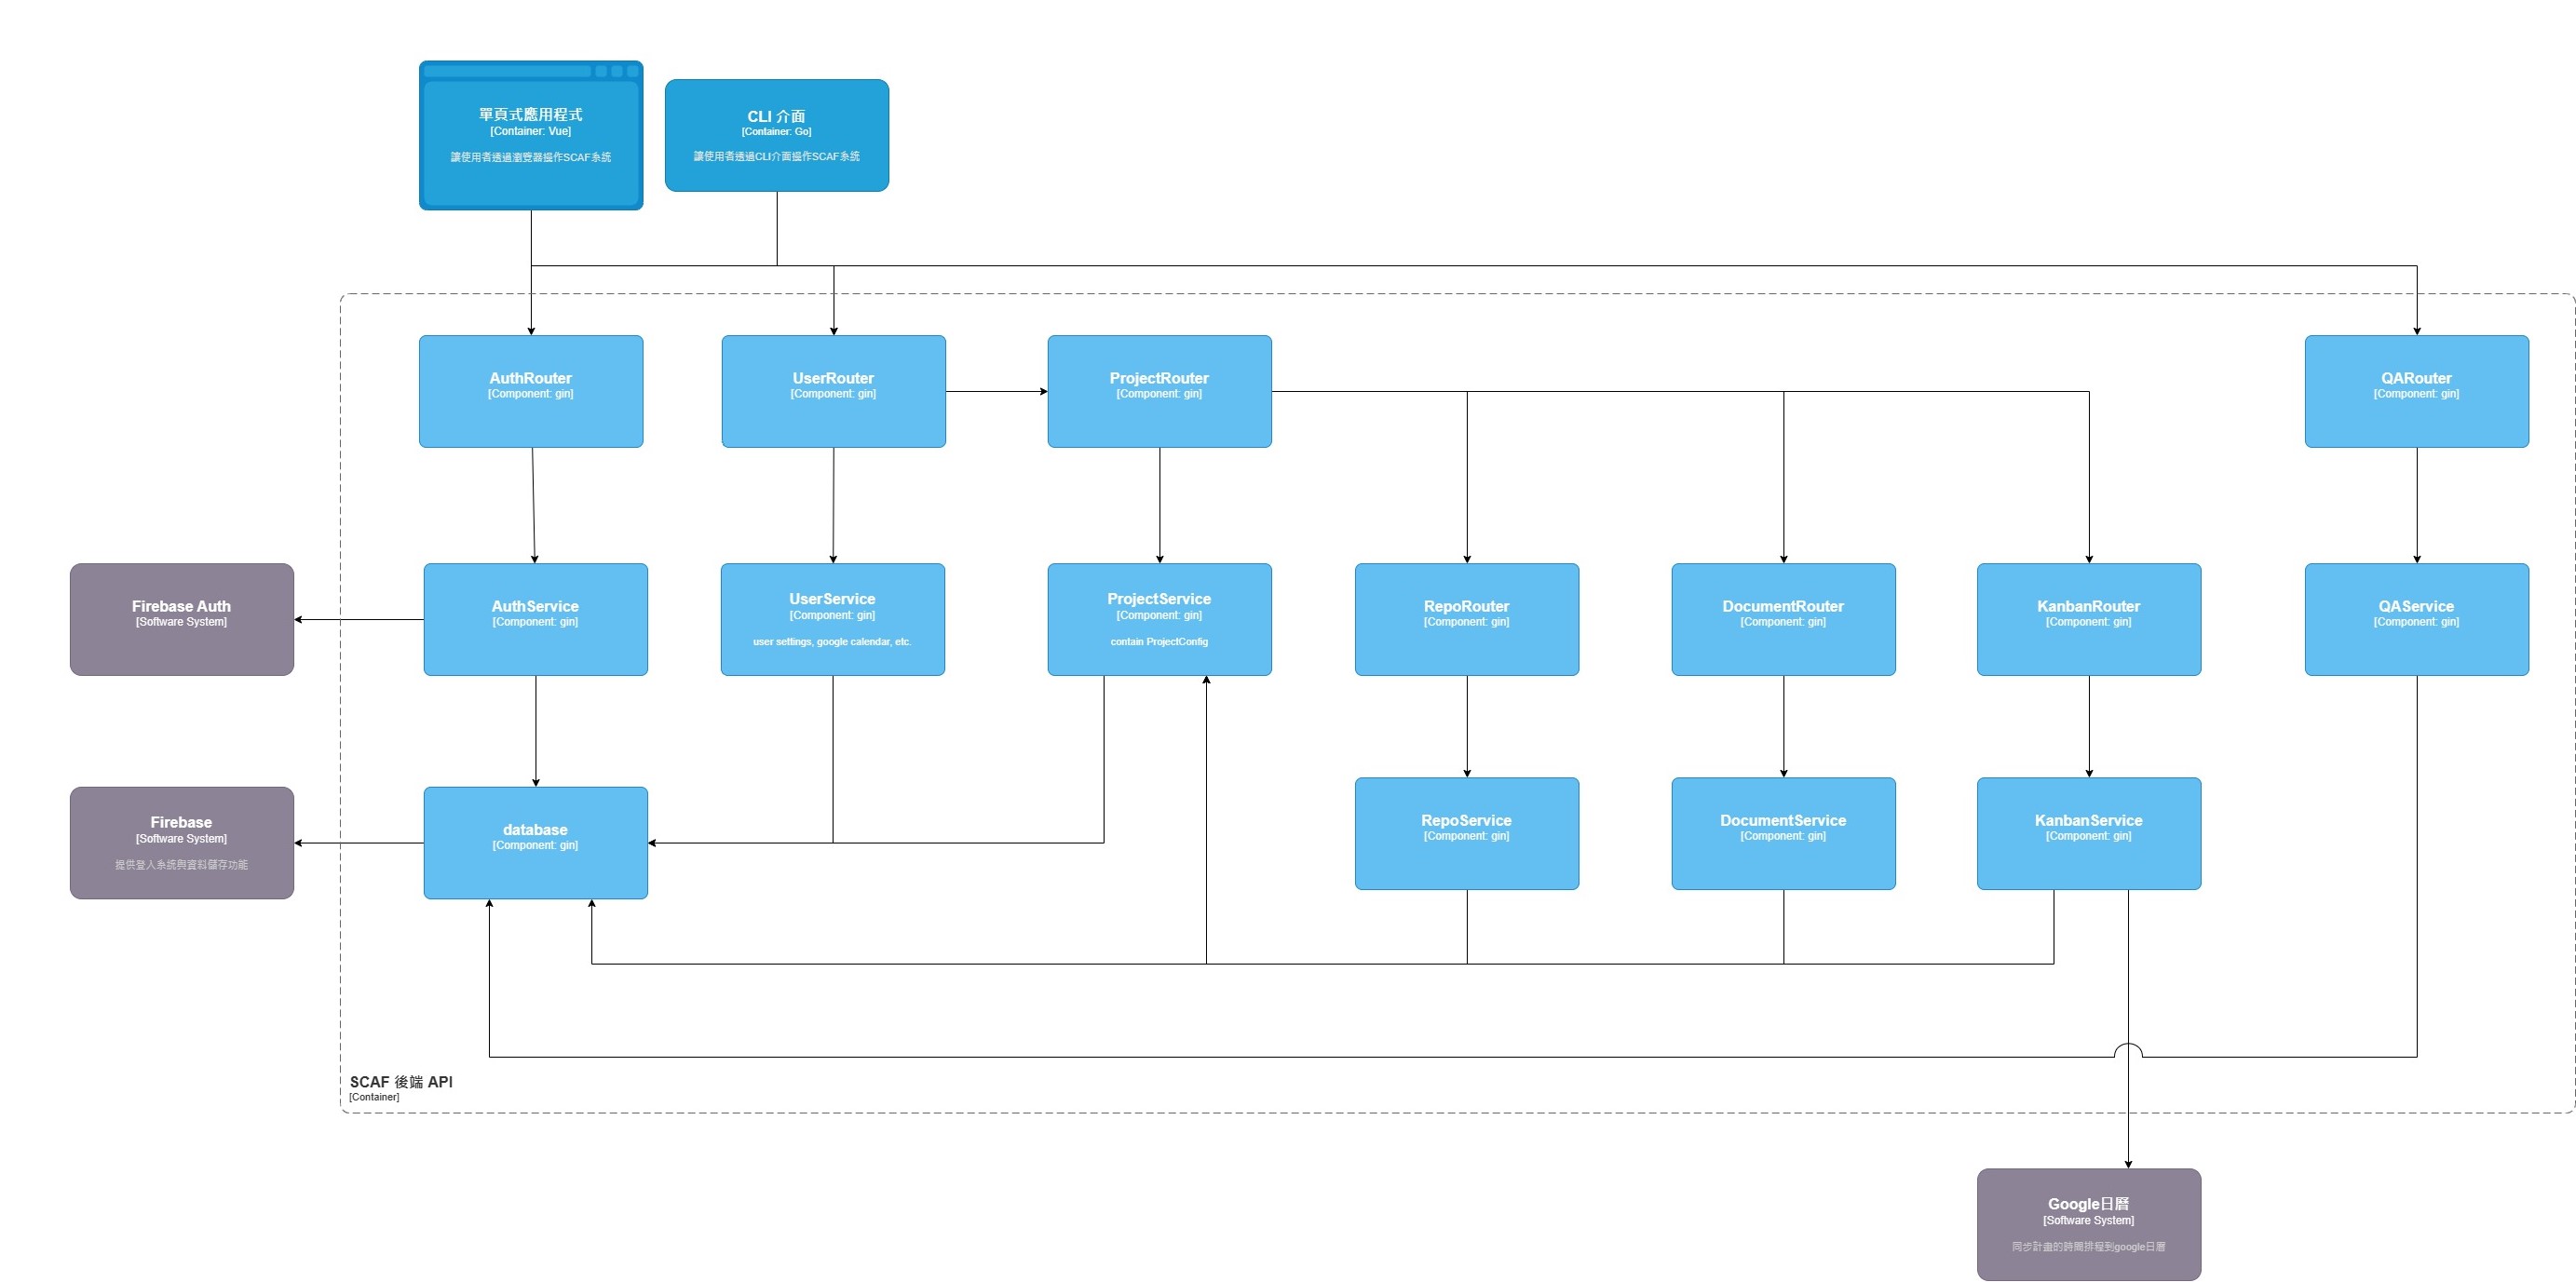 單頁式應用程式
[Container: Vue]
讓使用者透過瀏覽器操作SCAF系統
CLI 介面
[Container: Go]
讓使用者透過CLI介面操作SCAF系統
AuthRouter
[Component: gin]
UserRouter
[Component: gin]
ProjectRouter
[Component: gin]
QARouter
[Component: gin]
Firebase Auth
[Software System]
AuthService
[Component: gin]
UserService
[Component: gin]
user settings, google calendar, etc.
ProjectService
[Component: gin]
contain ProjectConfig
RepoRouter
[Component: gin]
DocumentRouter
[Component: gin]
KanbanRouter
[Component: gin]
QAService
[Component: gin]
Firebase
[Software System]
提供登入系統與資料儲存功能
database
[Component: gin]
RepoService
[Component: gin]
DocumentService
[Component: gin]
KanbanService
[Component: gin]
SCAF 後端 API
[Container]
Google日曆
[Software System]
同步計畫的時間排程到google日曆